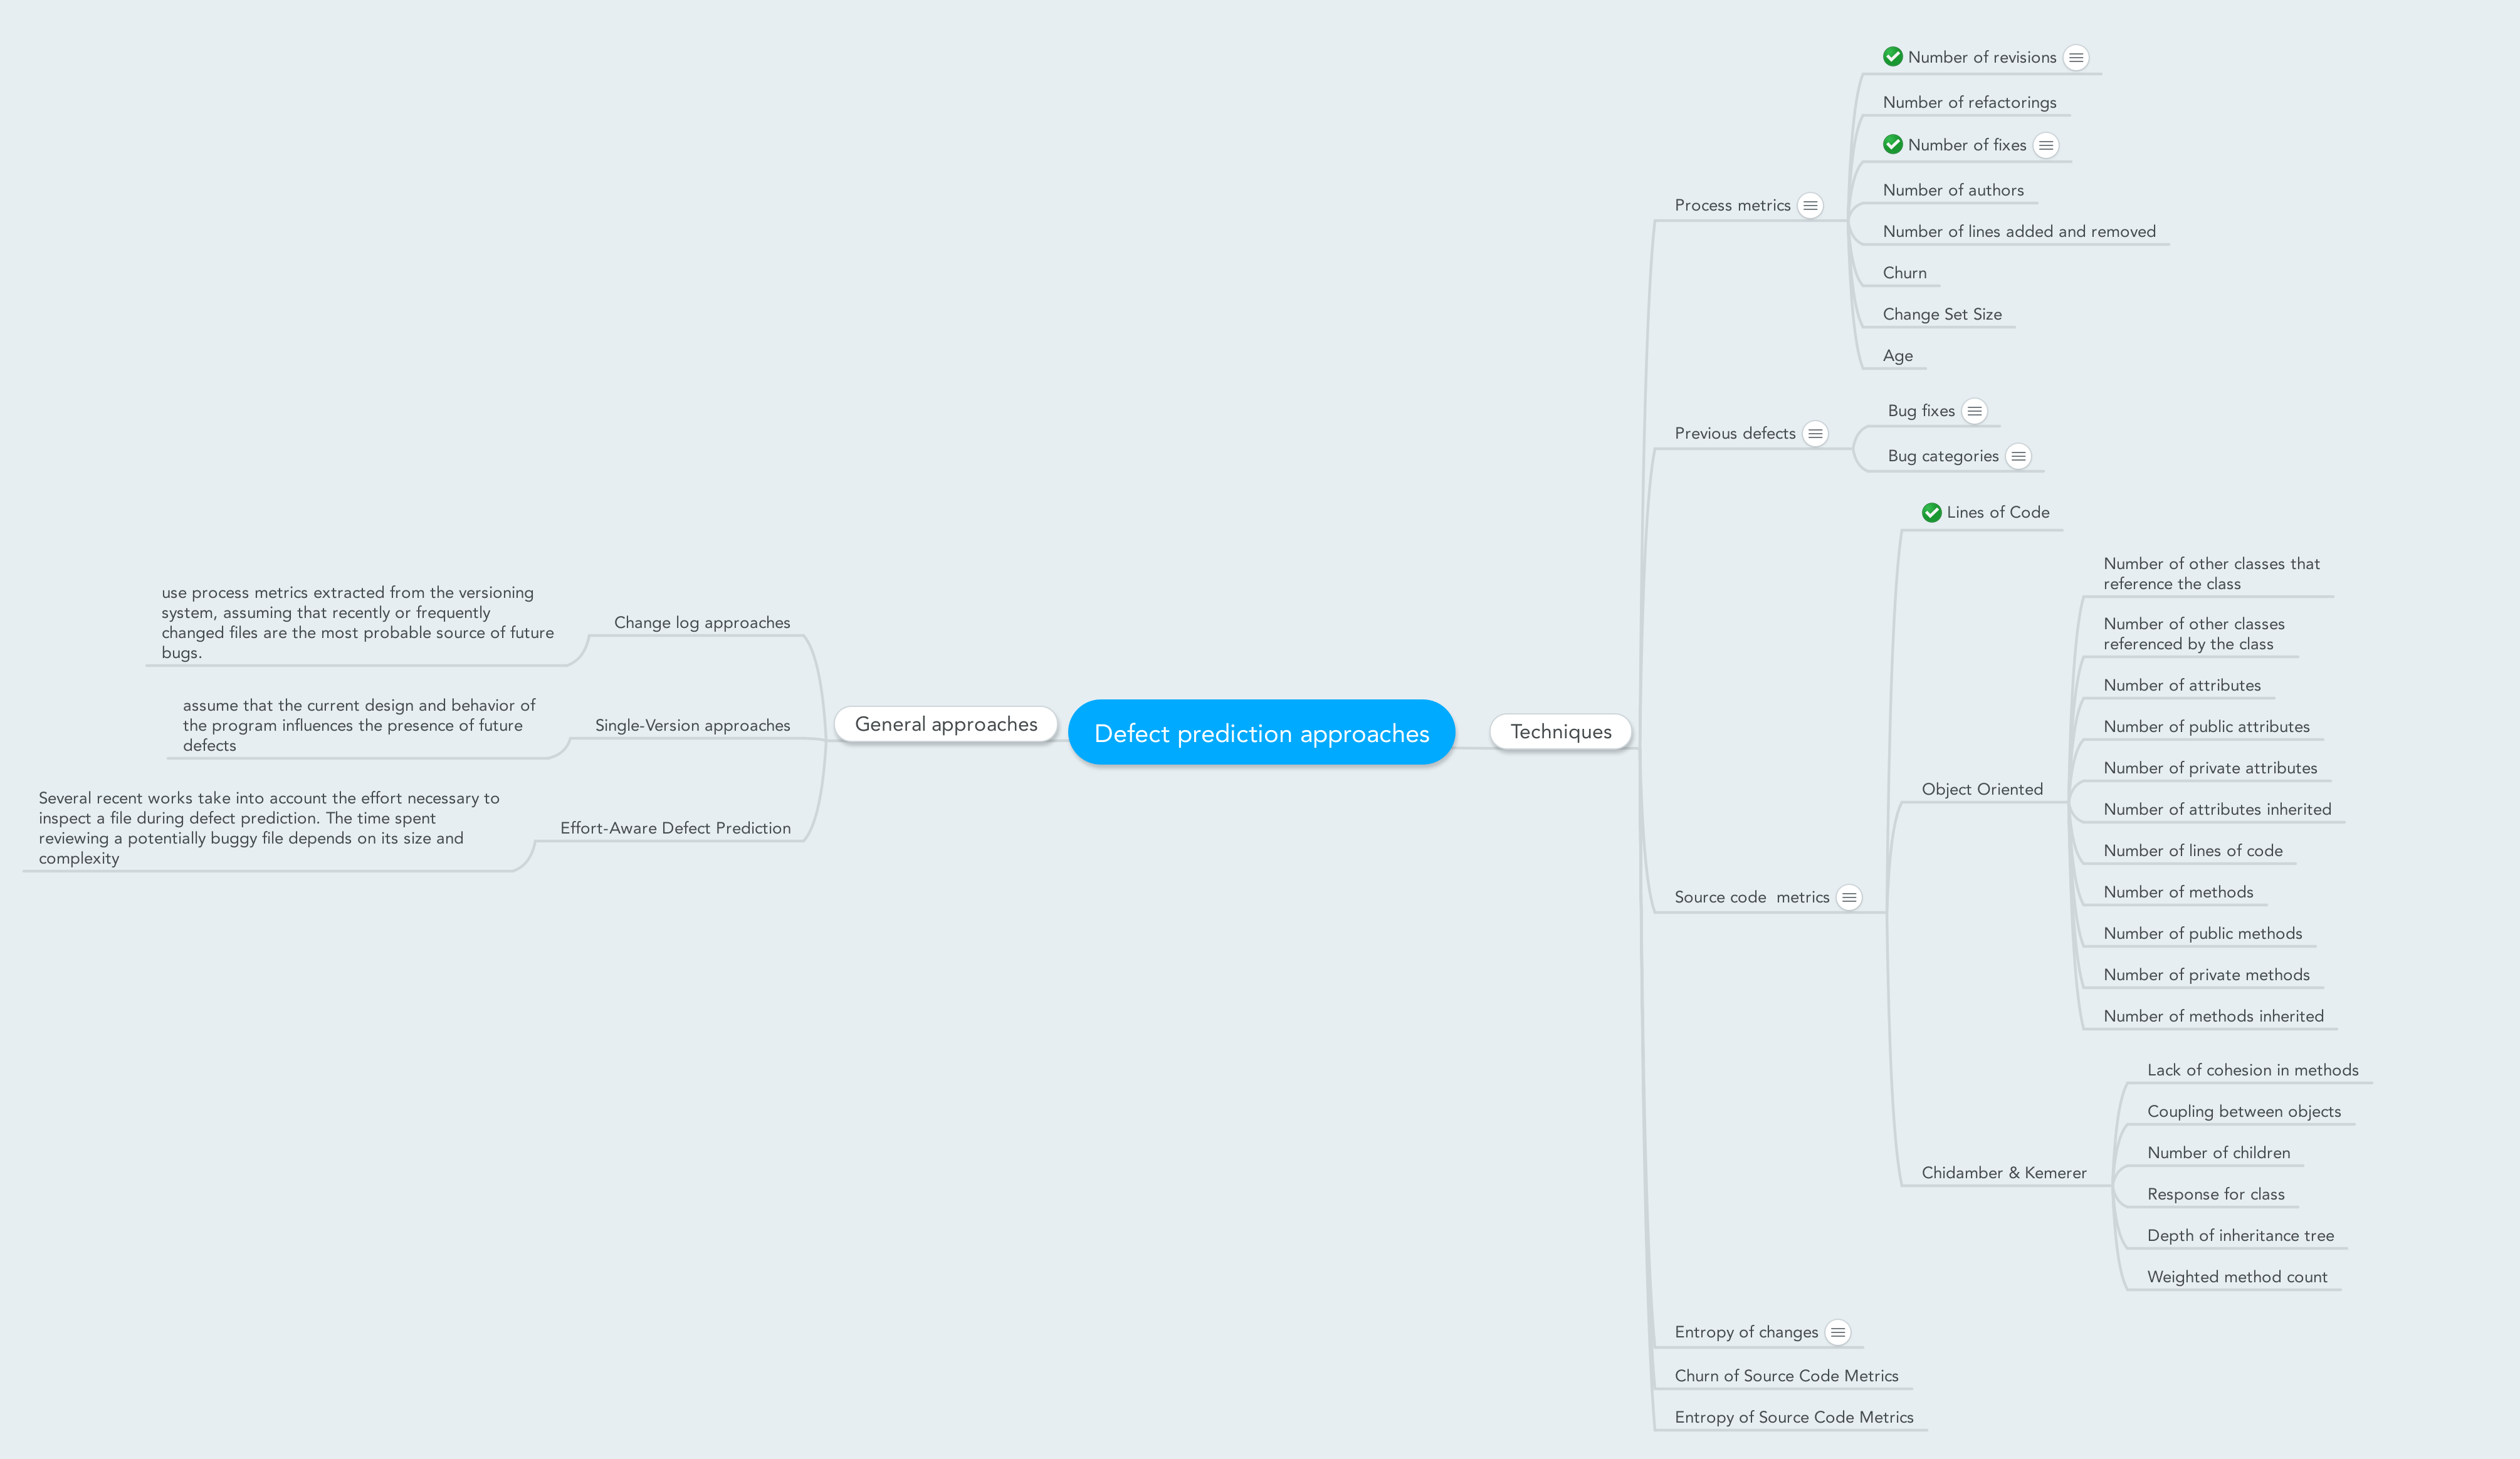 Defect prediction approaches
General approaches
Change log approaches
use process metrics extracted from the versioning
system, assuming that recently or frequently
changed files are the most probable source of future
bugs.
Single-Version approaches
assume that the current design and behavior of
the program influences the presence of future
defects
Effort-Aware Defect Prediction
Several recent works take into account the effort necessary to
inspect a file during defect prediction. The time spent
reviewing a potentially buggy file depends on its size and
complexity
Techniques
Process metrics
Number of revisions
Number of refactorings
Number of fixes
Number of authors
Number of lines added and removed
Churn
Change Set Size
Age
Previous defects
Bug fixes
Bug categories
Source code  metrics
Lines of Code
Object Oriented
Number of other classes that
reference the class
Number of other classes
referenced by the class
Number of attributes
Number of public attributes
Number of private attributes
Number of attributes inherited
Number of lines of code
Number of methods
Number of public methods
Number of private methods
Number of methods inherited
Chidamber & Kemerer
Lack of cohesion in methods
Coupling between objects
Number of children
Response for class
Depth of inheritance tree
Weighted method count
Entropy of changes
Churn of Source Code Metrics
Entropy of Source Code Metrics